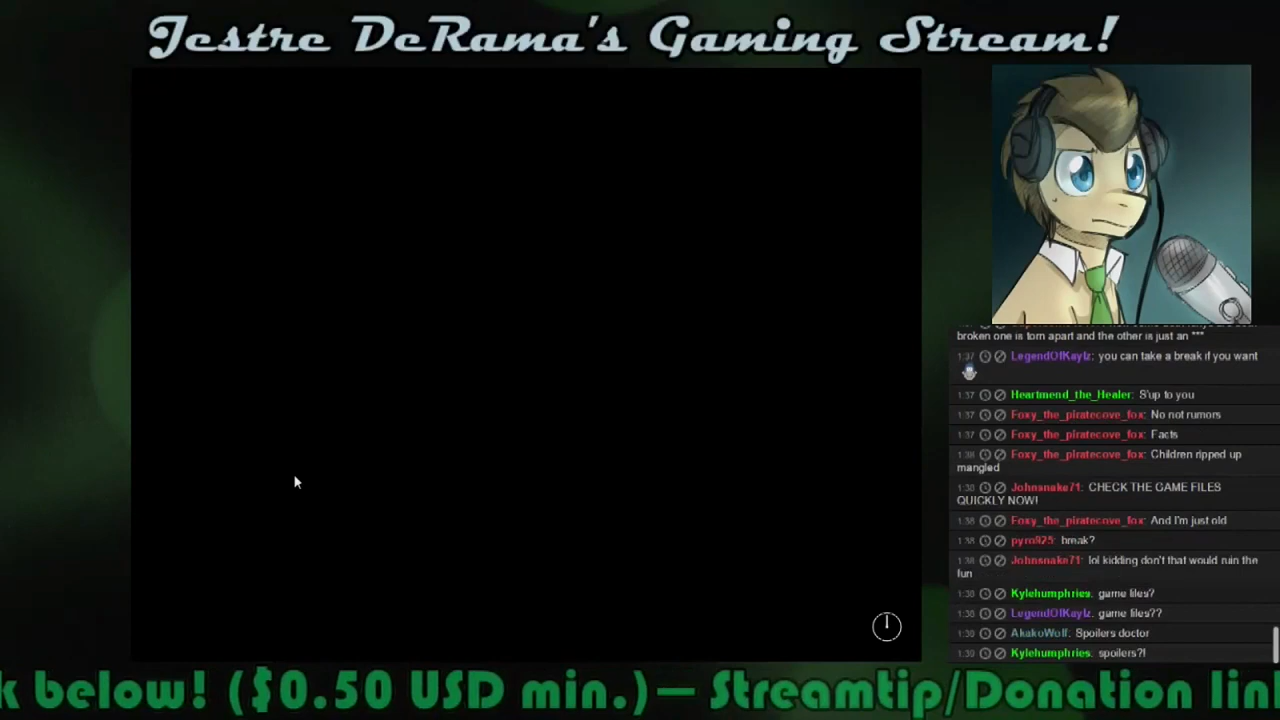 Jestre DeRama's Gaming Stream!
broken one is torn apart and the other is just an ***
1:37 LegendOfKaylz: you can take a break if you want
1:37 Heartmend_the_Healer: S'up to you
1:37 Foxy_the_piratecove_fox: No not rumors
1:37 Foxy_the_piratecove_fox: Facts
1:38 Foxy_the_piratecove_fox: Children ripped up
mangled
1:38 Johnsnake71: CHECK THE GAME FILES
QUICKLY NOW!
1:38 Foxy_the_piratecove_fox: And I'm just old
1:38 pyro925: break?
1:38 Johnsnake71: lol kidding don't that would ruin the
fun
1:38 Kylehumphries: game files?
1:38 LegendOfKaylz: game files??
1:38 AkakoWolf: Spoilers doctor
1:39 Kylehumphries: spoilers?!
k below! ($0.50 USD min.)— Streamtip/Donation lin